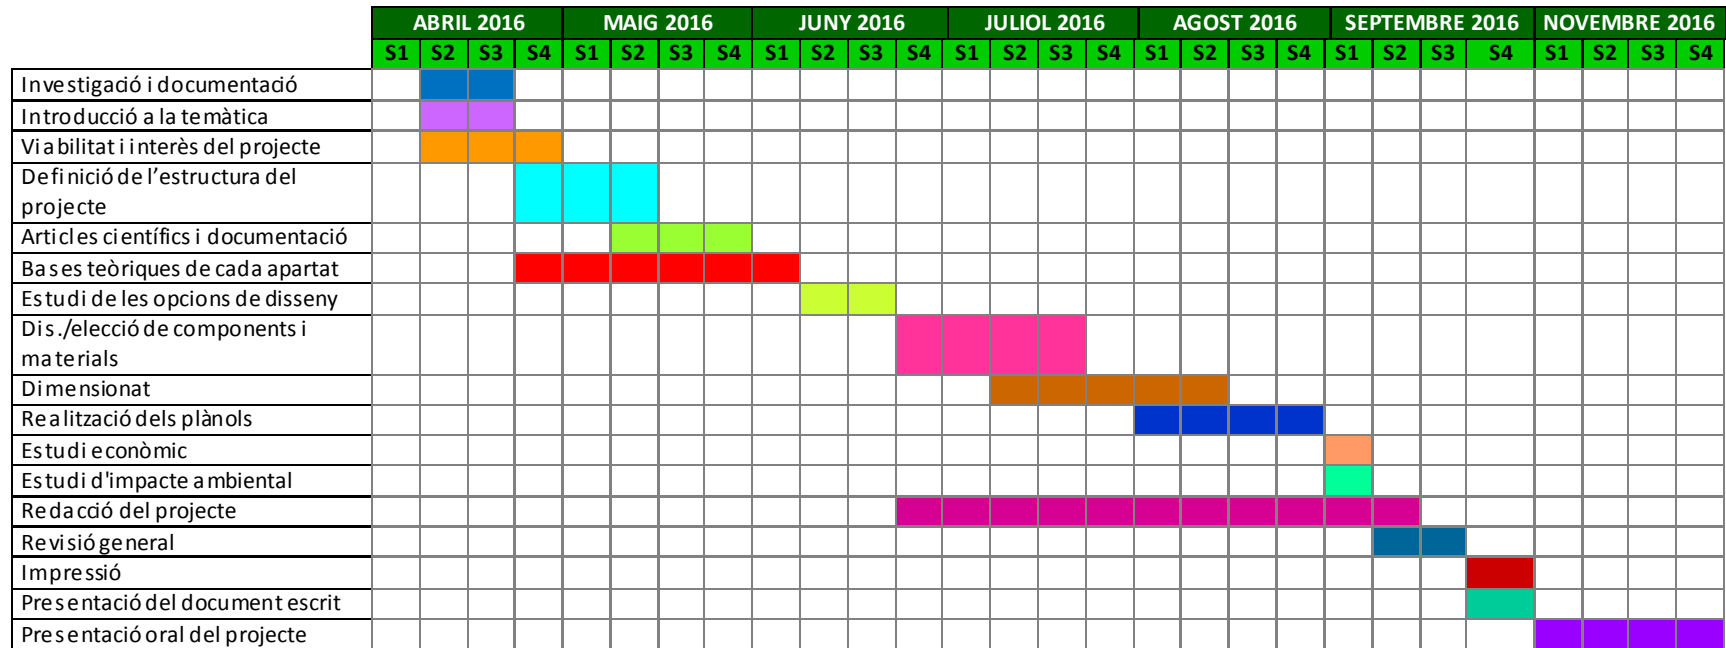 ABRIL 2016 MAIG 2016 JUNY 2016 JULIOL 2016 AGOST 2016 SEPTEMBRE 2016 NOVEMBRE 2016
S1 S2 S3 S4 S1 S2 S3 S4 S1 S2 S3 S4 S1 S2 S3 S4 S1 S2 S3 S4 S1 S2 S3 S4 S1 S2 S3 S4
Investigació i documentació
Introducció a la temàtica
Viabilitat i interès del projecte
Definició de l’estructura del
projecte
Articles científics i documentació
Bases teòriques de cada apartat
Estudi de les opcions de disseny
Dis./elecció de components i
materials
Dimensionat
Realització dels plànols
Estudi econòmic
Estudi d'impacte ambiental
Redacció del projecte
Revisió general
Impressió
Presentació del document escrit
Presentació oral del projecte